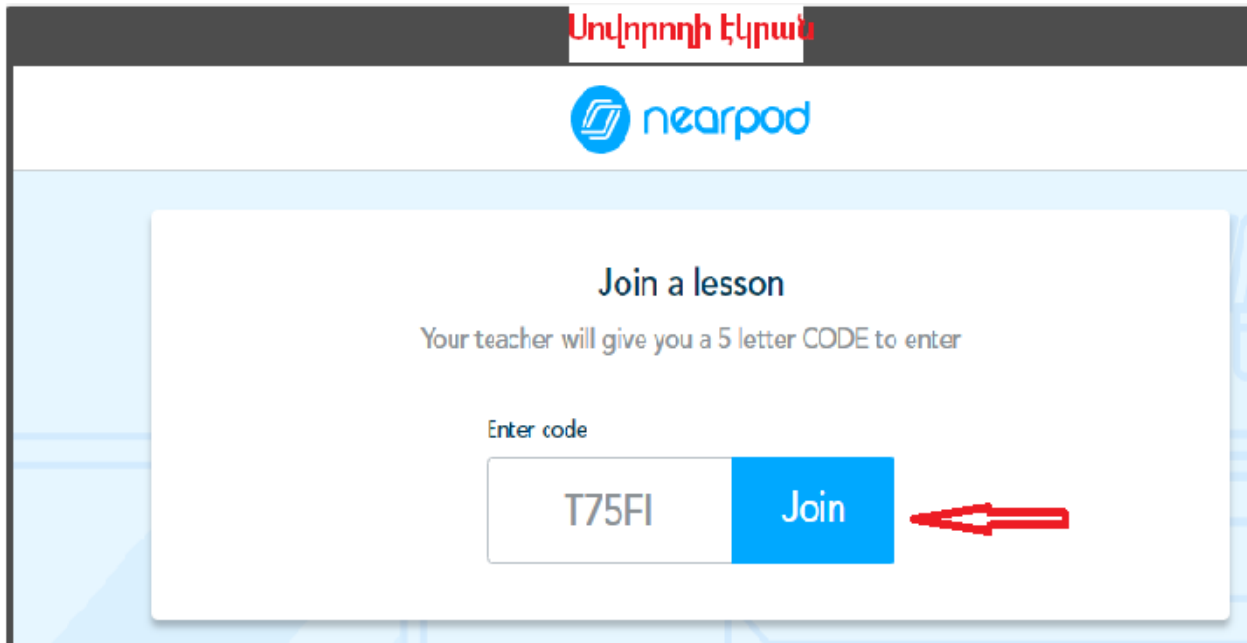 Սովորողի էկրան
nearpod
Join a lesson
Your teacher will give you a 5 letter CODE to enter
Enter code
T75FI Join